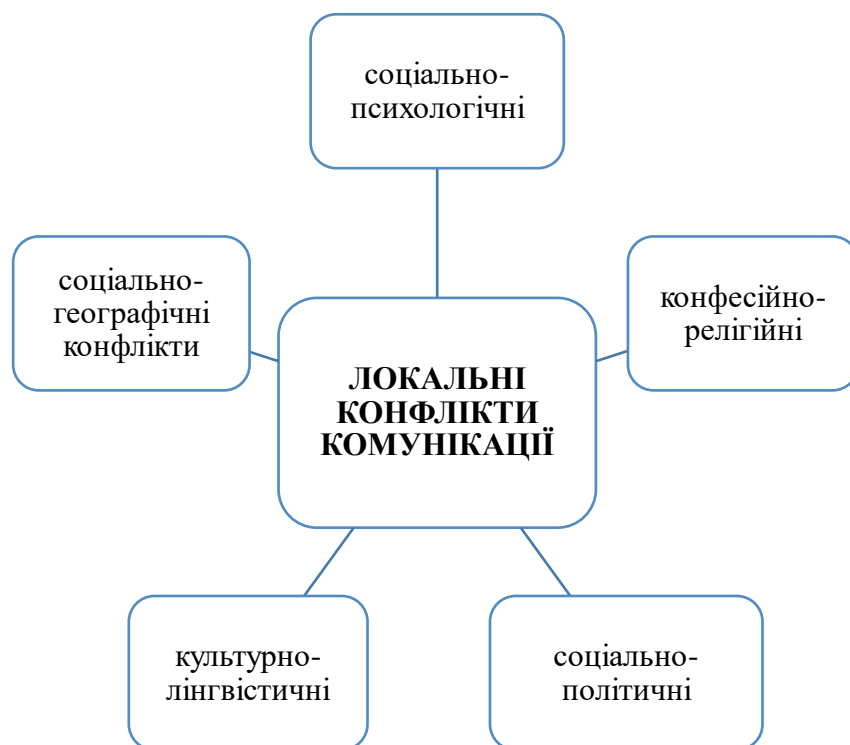 соціально-
психологічні
соціально-
географічні
конфлікти
конфесійно-
релігійні
ЛОКАЛЬНІ
КОНФЛІКТИ
КОМУНІКАЦІЇ
культурно-
лінгвістичні
соціально-
політичні